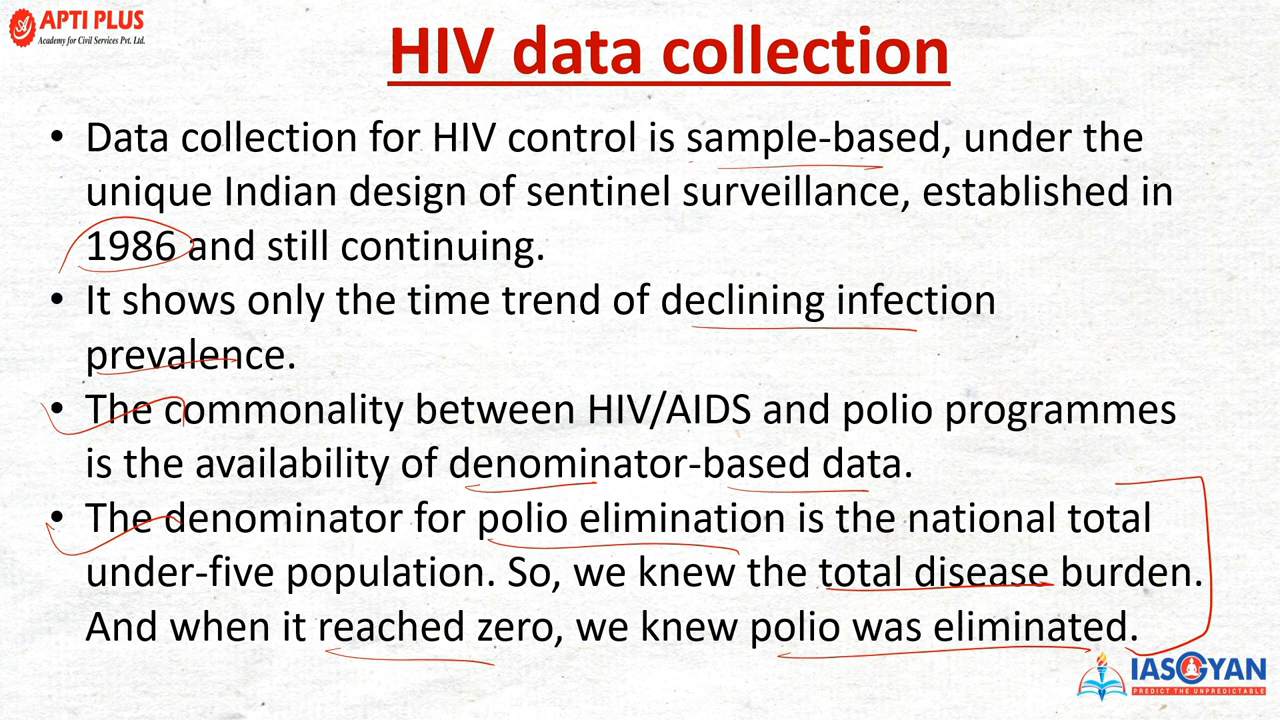 APTI PLUS
Academy for Civil Services Pvt. Ltd.
HIV data collection
• Data collection for HIV control is sample-based, under the
unique Indian design of sentinel surveillance, established in
1986 and still continuing.
• It shows only the time trend of declining infection
prevalence.
• The commonality between HIV/AIDS and polio programmes
is the availability of denominator-based data.
• The denominator for polio elimination is the national total
under-five population. So, we knew the total disease burden.
And when it reached zero, we knew polio was eliminated.
IASGYAN
PREDICT THE UNPREDICTABLE